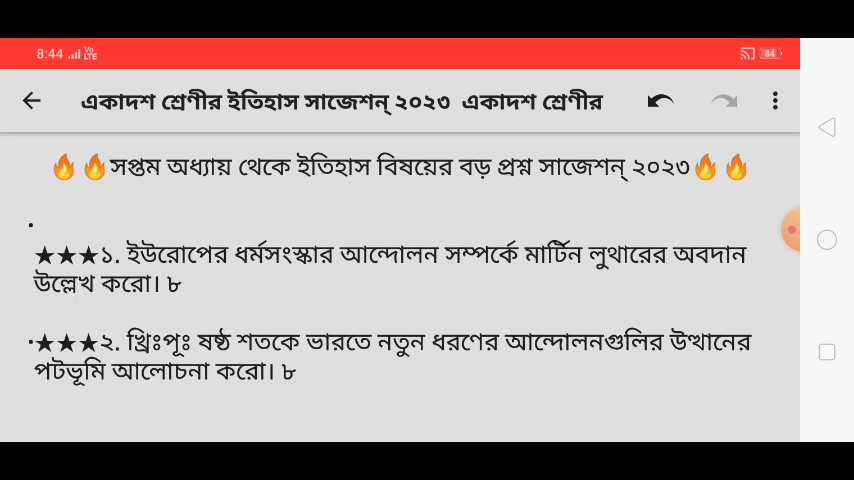 8:44 Vo LTE 84
একাদশ শ্রেণীর ইতিহাস সাজেশন্ ২০২৩ একাদশ শ্রেণীর
🔥🔥সপ্তম অধ্যায় থেকে ইতিহাস বিষয়ের বড় প্রশ্ন সাজেশন্ ২০২৩🔥🔥
.
★★★১. ইউরোপের ধর্মসংস্কার আন্দোলন সম্পর্কে মার্টিন লুথারের অবদান
উল্লেখ করো। ৮
·★★★২. খ্রিঃপূঃ ষষ্ঠ শতকে ভারতে নতুন ধরণের আন্দোলনগুলির উত্থানের
পটভূমি আলোচনা করো। ৮